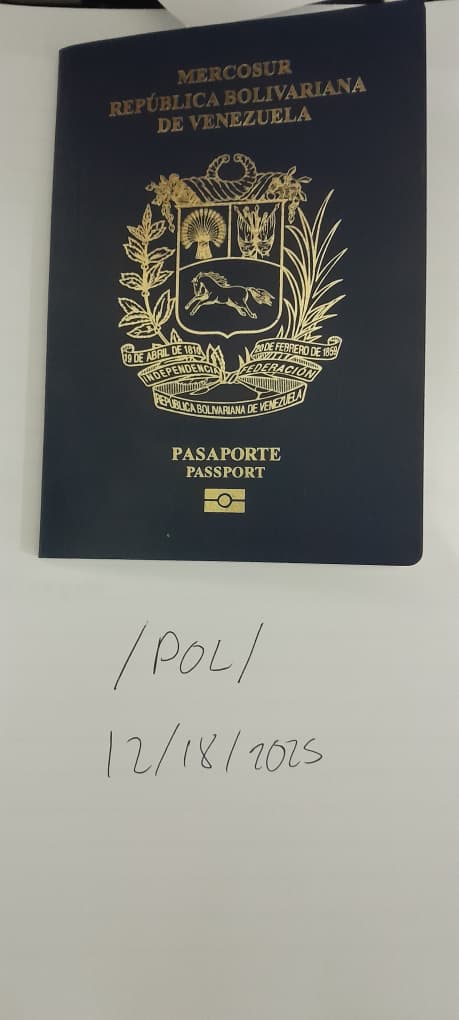 MERCOSUR
REPÚBLICA BOLIVARIANA
DE VENEZUELA
19 DE ABRIL DE 1810
20 DE FEBRERO DE 1859
INDEPENDENCIA
FEDERACIÓN
REPÚBLICA BOLIVARIANA DE VENEZUELA
PASAPORTE
PASSPORT
/POL/
12/18/2025